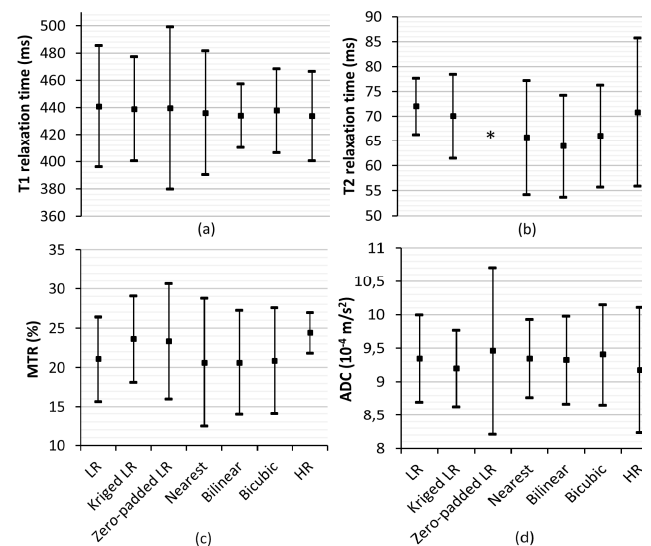 T1 relaxation time (ms)
500
480
460
440
420
400
380
360
(a)
T2 relaxation time (ms)
90
85
80
75
70
65
60
55
50
*
(b)
MTR (%)
35
30
25
20
15
10
LR
Kriged LR
Zero-padded LR
Nearest
Bilinear
Bicubic
HR
(c)
ADC (10⁻⁴ m/s²)
11
10,5
10
9,5
9
8,5
8
LR
Kriged LR
Zero-padded LR
Nearest
Bilinear
Bicubic
HR
(d)